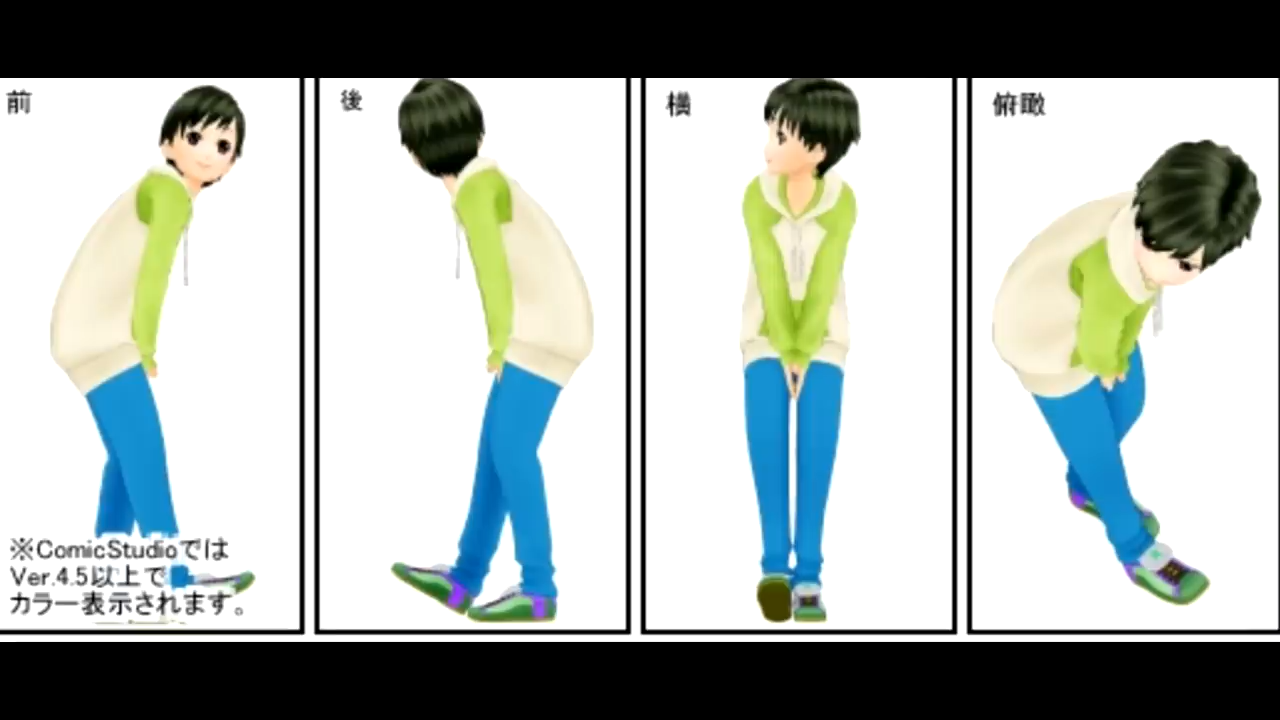 前
後
横
俯瞰
※ComicStudioでは
Ver.4.5以上で
カラー表示されます。